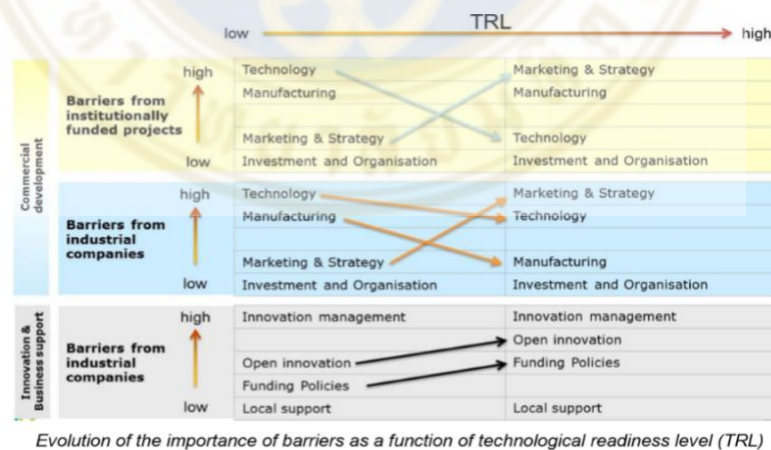 TRL
low high
Commercial development
Barriers from institutionally funded projects
high
low
Technology Marketing & Strategy
Manufacturing Manufacturing
Marketing & Strategy Technology
Investment and Organisation Investment and Organisation
Barriers from industrial companies
high
low
Technology Marketing & Strategy
Manufacturing Technology
Marketing & Strategy Manufacturing
Investment and Organisation Investment and Organisation
Innovation & Business support
Barriers from industrial companies
high
low
Innovation management Innovation management
Open innovation
Open innovation Funding Policies
Funding Policies
Local support Local support
Evolution of the importance of barriers as a function of technological readiness level (TRL)